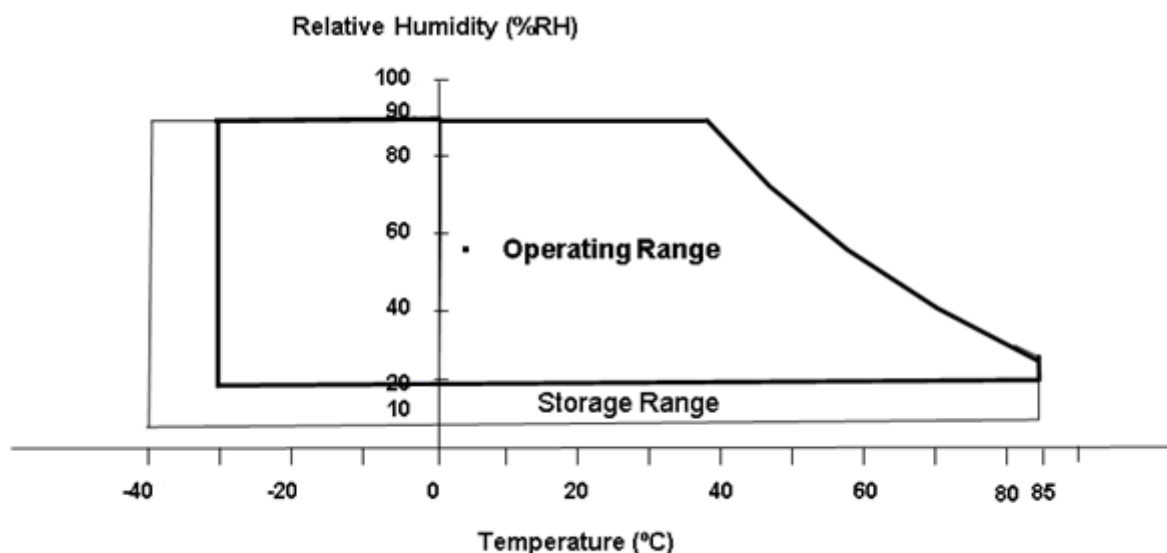 Relative Humidity (%RH)
100
90
80
60
Operating Range
40
20
Storage Range
10
-40 -20 0 20 40 60 80 85
Temperature (ºC)